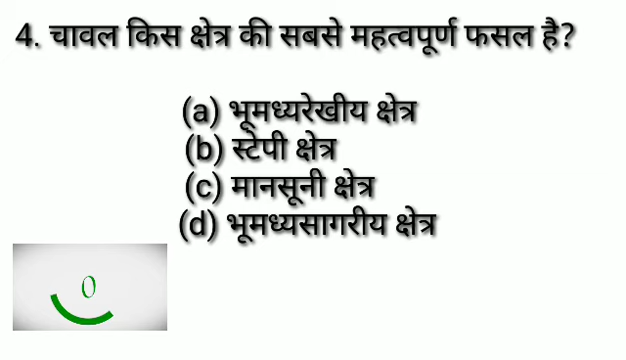 4. चावल किस क्षेत्र की सबसे महत्वपूर्ण फसल है?
(a) भूमध्यरेखीय क्षेत्र
(b) स्टेपी क्षेत्र
(c) मानसूनी क्षेत्र
(d) भूमध्यसागरीय क्षेत्र
0